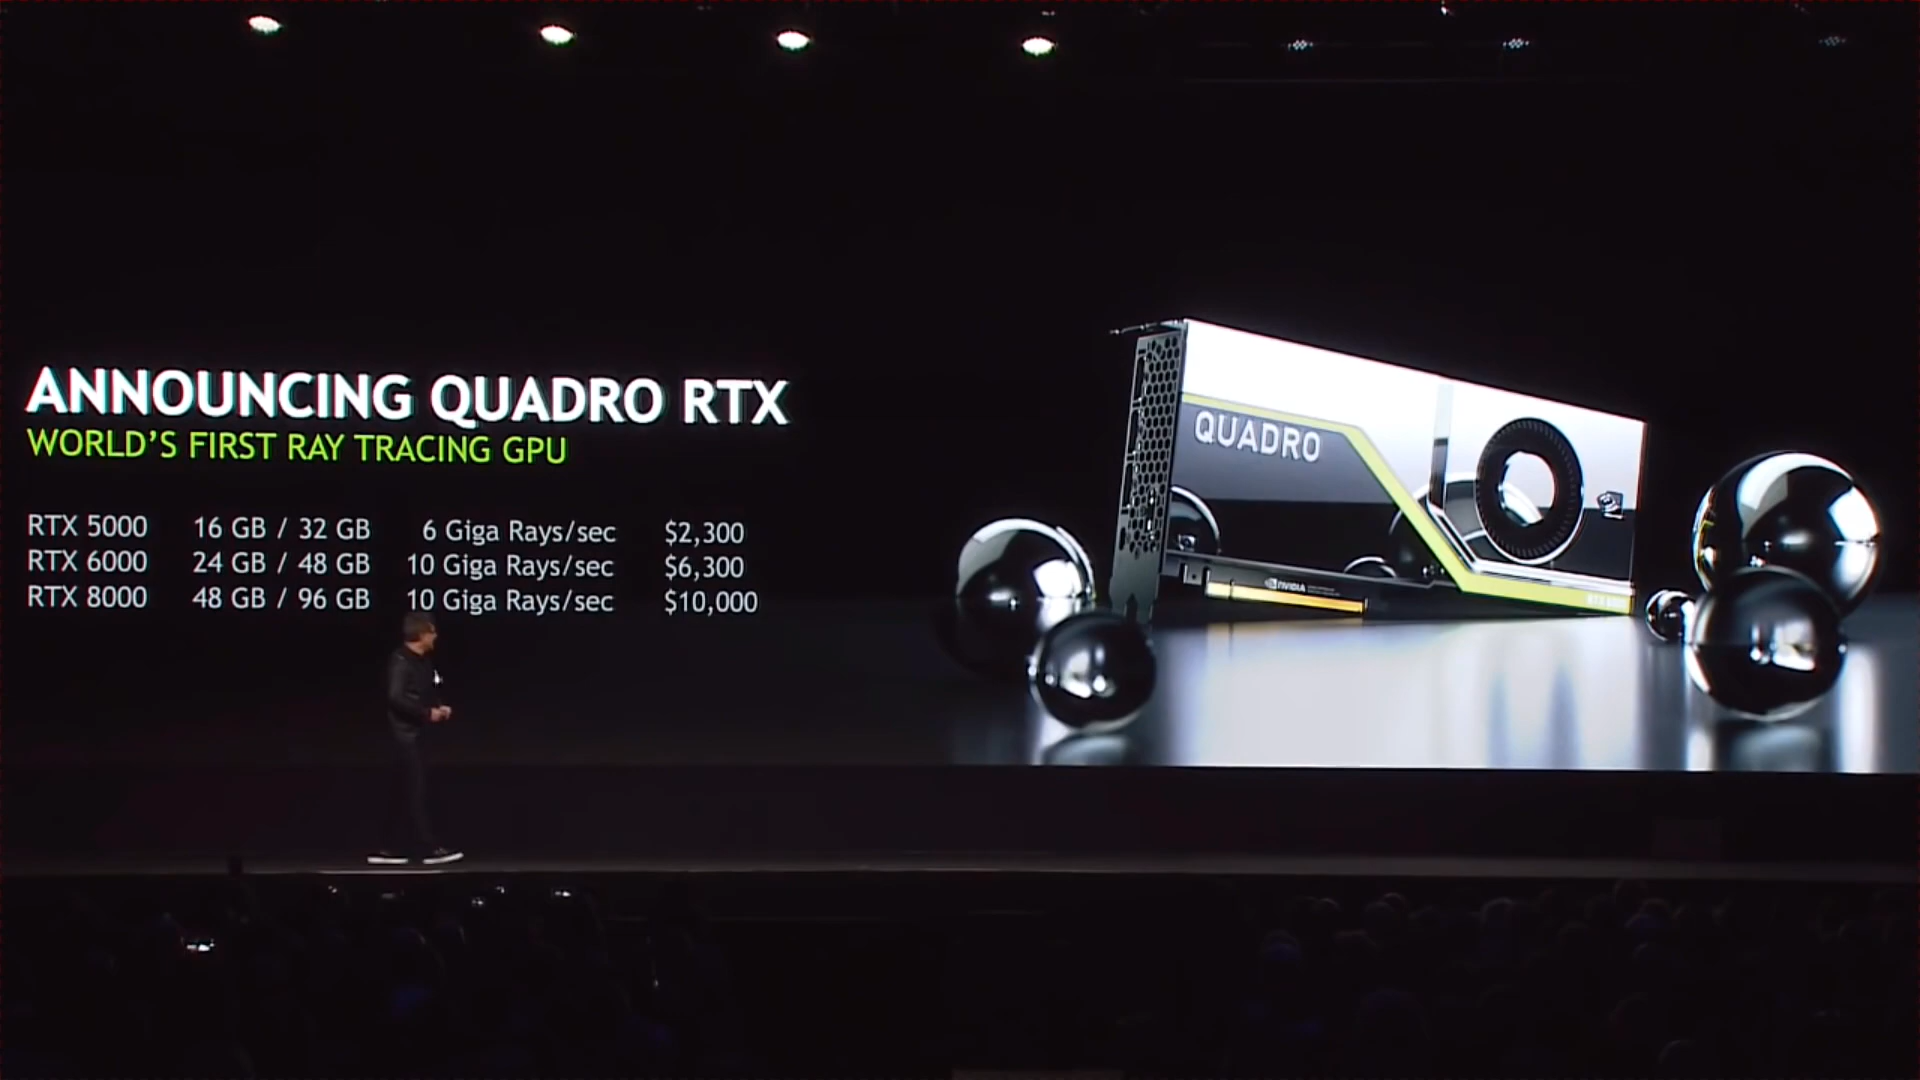 ANNOUNCING QUADRO RTX
WORLD'S FIRST RAY TRACING GPU
RTX 5000 16 GB / 32 GB 6 Giga Rays/sec $2,300
RTX 6000 24 GB / 48 GB 10 Giga Rays/sec $6,300
RTX 8000 48 GB / 96 GB 10 Giga Rays/sec $10,000
QUADRO
NVIDIA